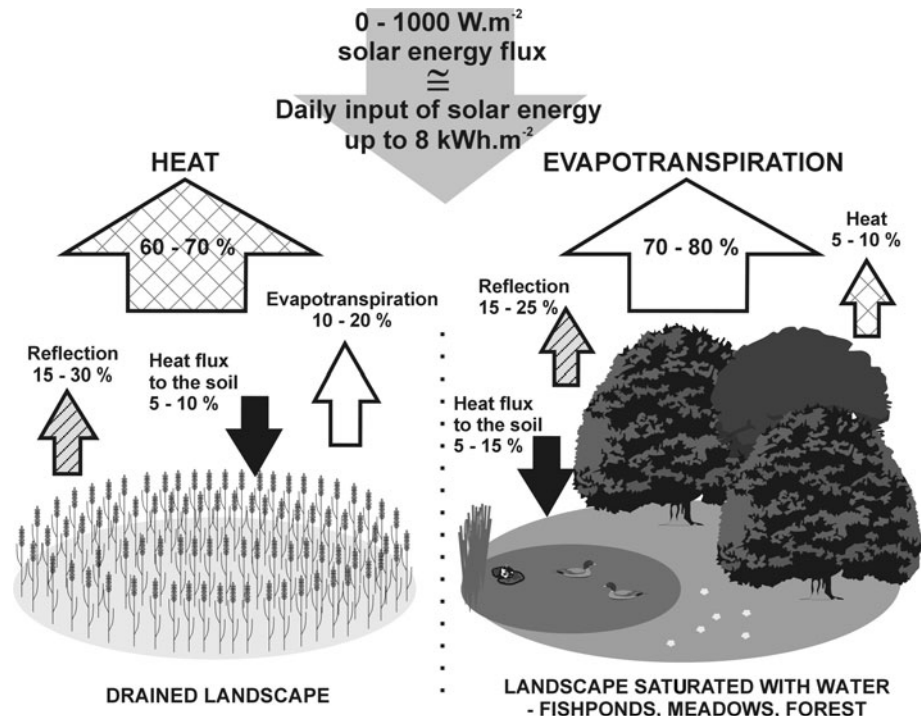 0 - 1000 W.m-2
solar energy flux
≅
Daily input of solar energy
up to 8 kWh.m-2
HEAT
60 - 70 %
Evapotranspiration
10 - 20 %
Reflection
15 - 30 %
Heat flux
to the soil
5 - 10 %
DRAINED LANDSCAPE
EVAPOTRANSPIRATION
70 - 80 %
Heat
5 - 10 %
Reflection
15 - 25 %
Heat flux
to the soil
5 - 15 %
LANDSCAPE SATURATED WITH WATER
- FISHPONDS, MEADOWS, FOREST